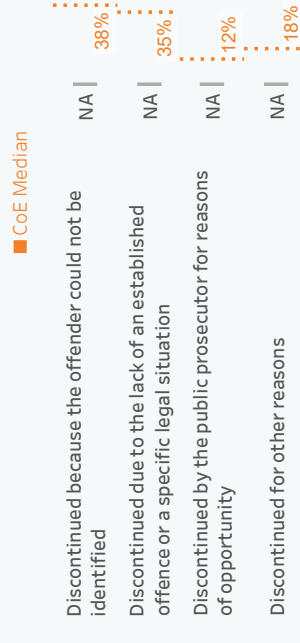 CoE Median
Discontinued because the offender could not be
identified
NA
38%
Discontinued due to the lack of an established
offence or a specific legal situation
NA
35%
Discontinued by the public prosecutor for reasons
of opportunity
NA
12%
Discontinued for other reasons
NA
18%